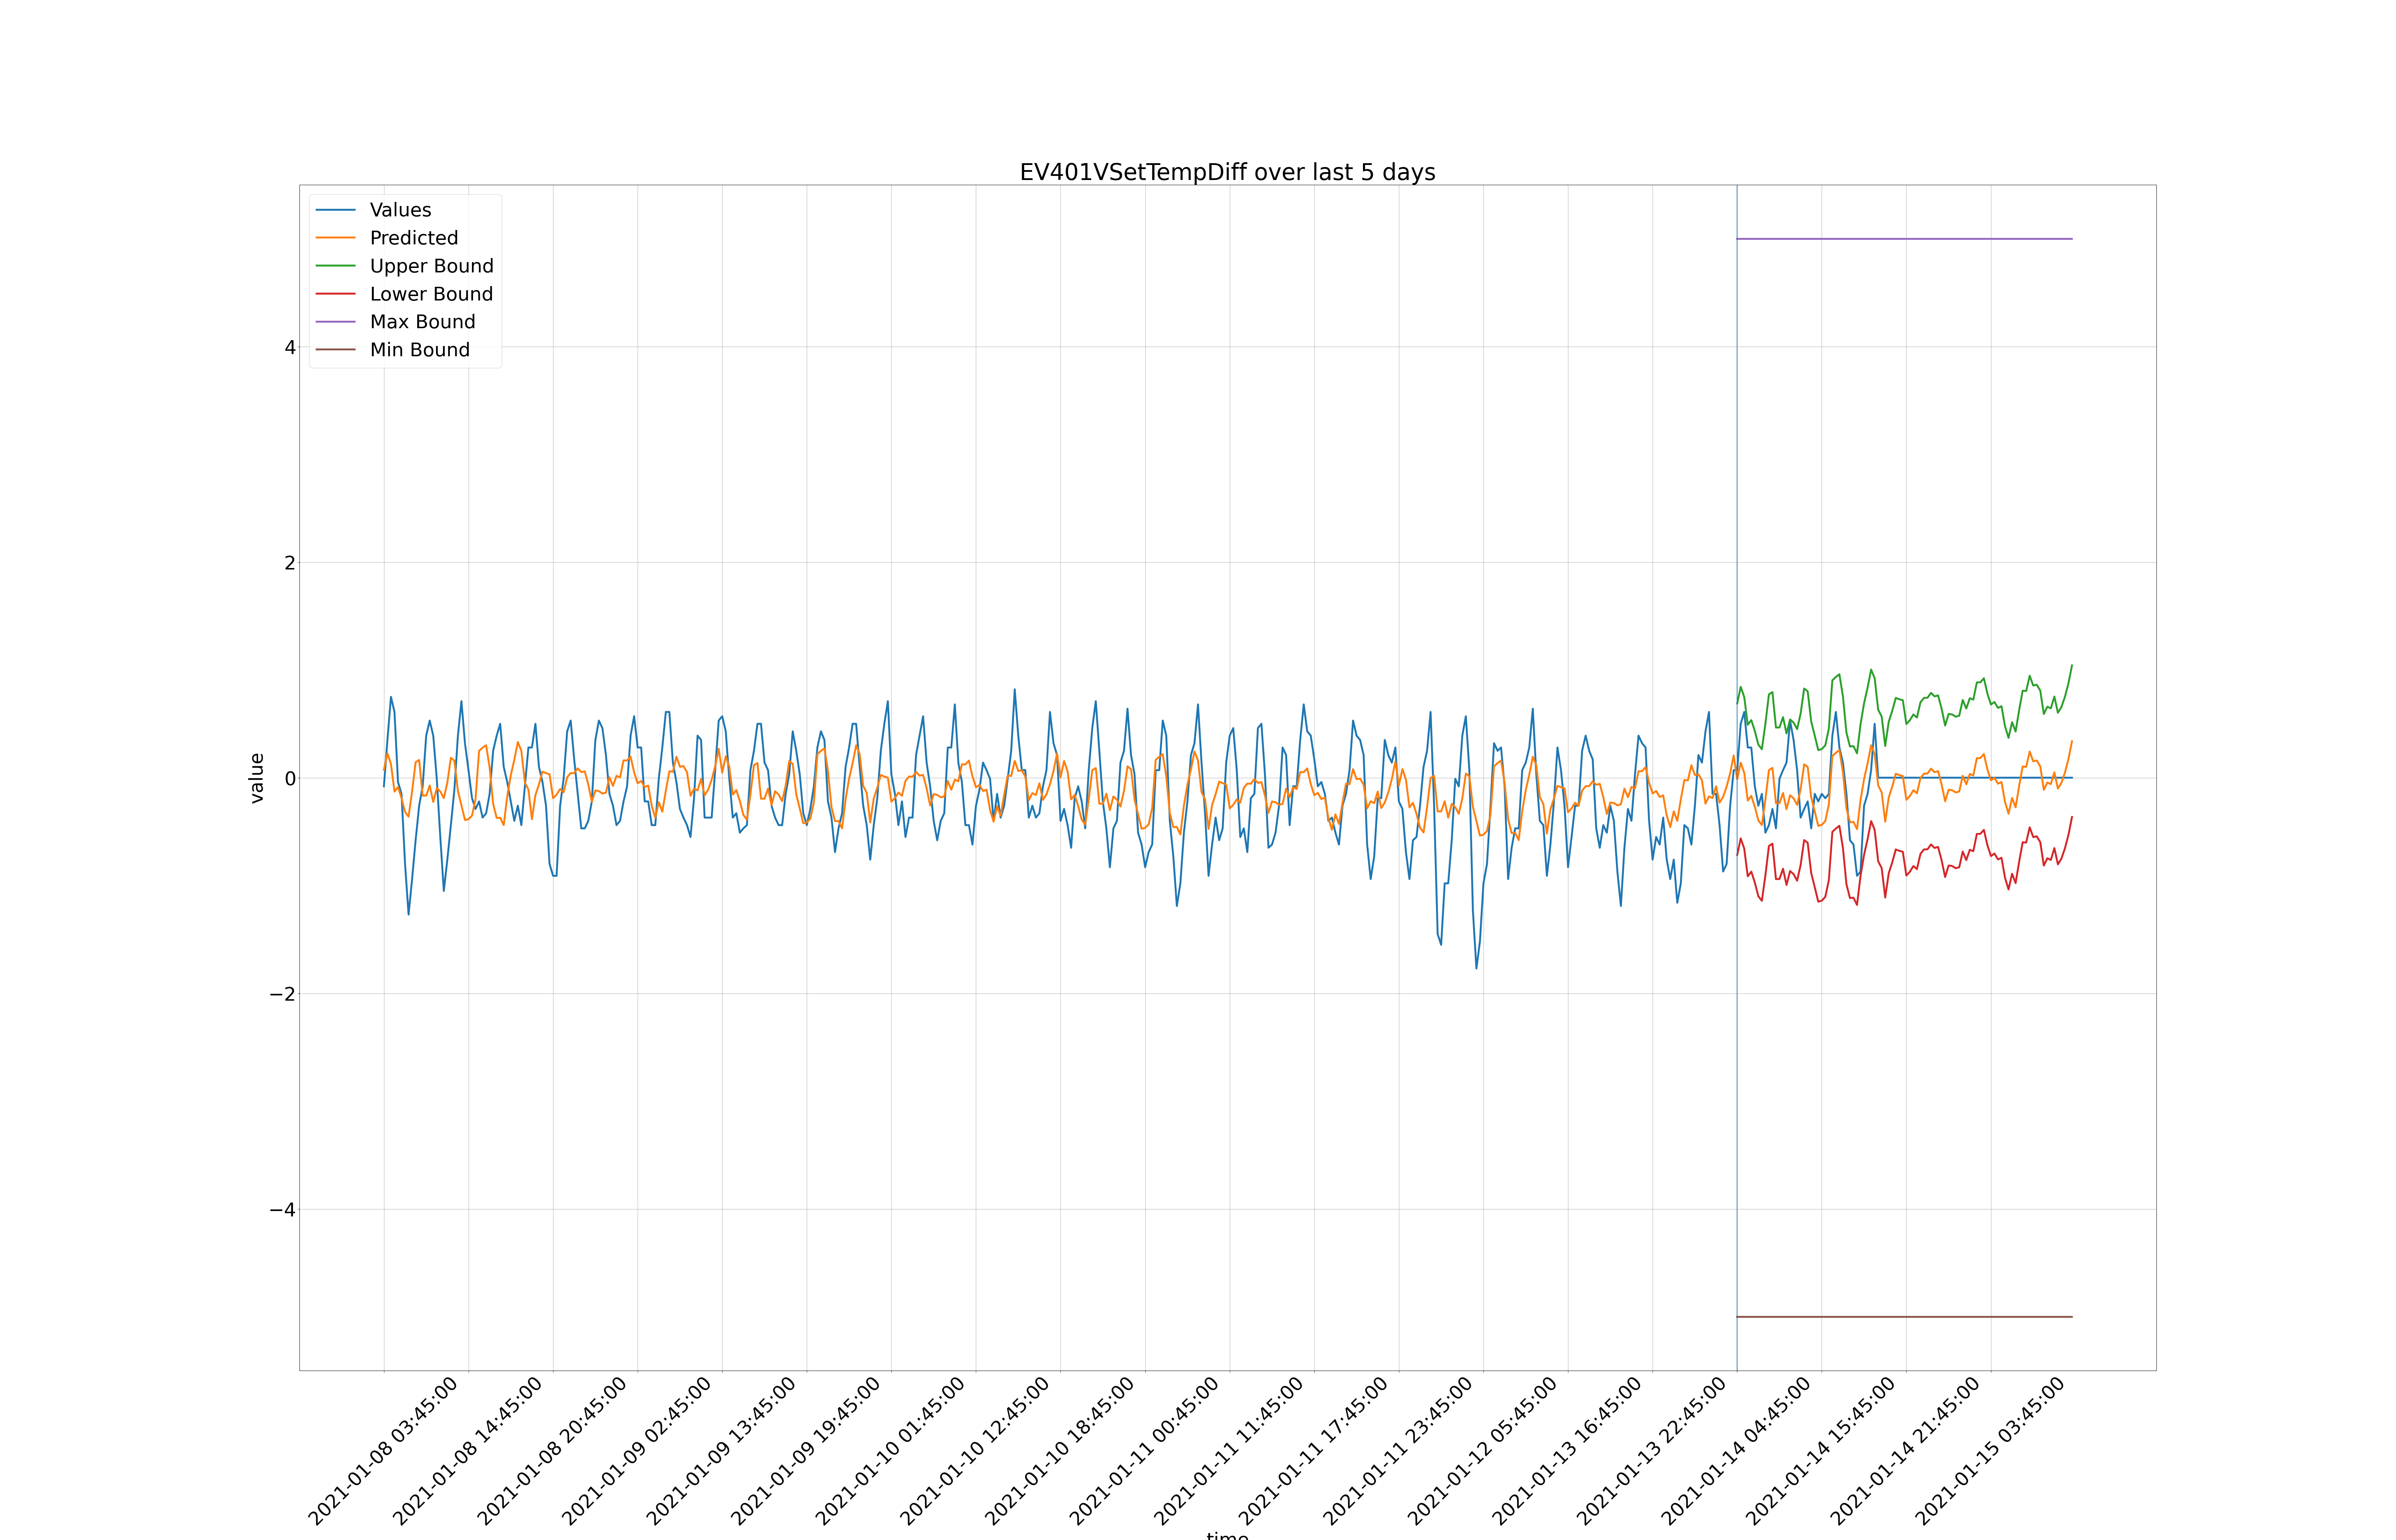 EV401VSetTempDiff over last 5 days
Values
Predicted
Upper Bound
Lower Bound
Max Bound
Min Bound
value
4
2
0
−2
−4
2021-01-08 03:45:00
2021-01-08 14:45:00
2021-01-08 20:45:00
2021-01-09 02:45:00
2021-01-09 13:45:00
2021-01-09 19:45:00
2021-01-10 01:45:00
2021-01-10 12:45:00
2021-01-10 18:45:00
2021-01-11 00:45:00
2021-01-11 11:45:00
2021-01-11 17:45:00
2021-01-11 23:45:00
2021-01-12 05:45:00
2021-01-13 16:45:00
2021-01-13 22:45:00
2021-01-14 04:45:00
2021-01-14 15:45:00
2021-01-14 21:45:00
2021-01-15 03:45:00
time